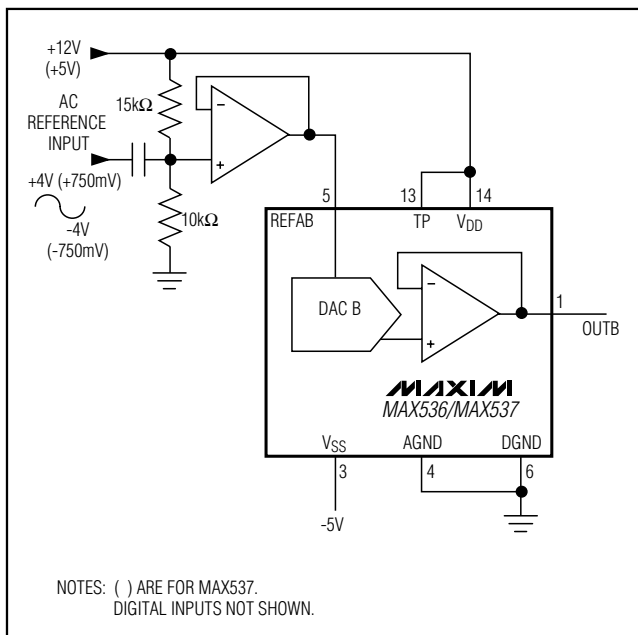 +12V
(+5V)
AC
REFERENCE
INPUT
15kΩ
+4V (+750mV)
-4V
(-750mV)
10kΩ
5
13
14
REFAB
TP
VDD
DAC B
1
OUTB
MAXIM
MAX536/MAX537
VSS
AGND
DGND
3
4
6
-5V
NOTES: ( ) ARE FOR MAX537.
DIGITAL INPUTS NOT SHOWN.